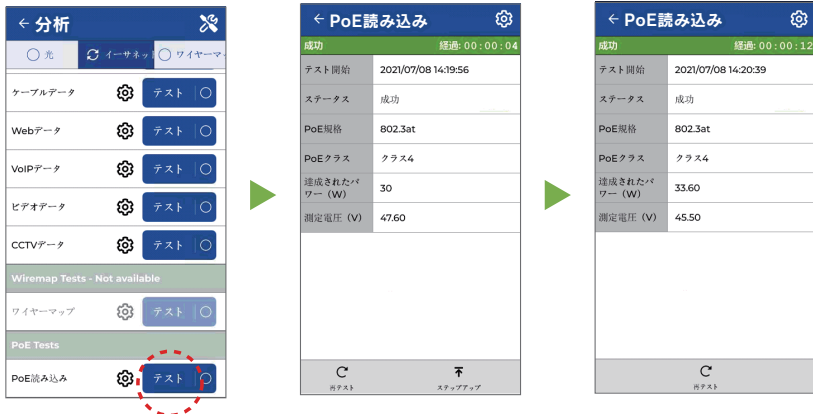 分析
光
イーサネッ
ワイヤーマ
ケーブルデータ
テスト
Webデータ
テスト
VoIPデータ
テスト
ビデオデータ
テスト
CCTVデータ
テスト
Wiremap Tests - Not available
ワイヤーマップ
テスト
PoE Tests
PoE読み込み
テスト
PoE読み込み
成功 経過: 00:00:04
テスト開始 2021/07/08 14:19:56
ステータス 成功
PoE規格 802.3at
PoEクラス クラス4
達成されたパ
ワー（W） 30
測定電圧（V） 47.60
再テスト
ステップアップ
PoE読み込み
成功 経過: 00:00:12
テスト開始 2021/07/08 14:20:39
ステータス 成功
PoE規格 802.3at
PoEクラス クラス4
達成されたパ
ワー（W） 33.60
測定電圧（V） 45.50
再テスト